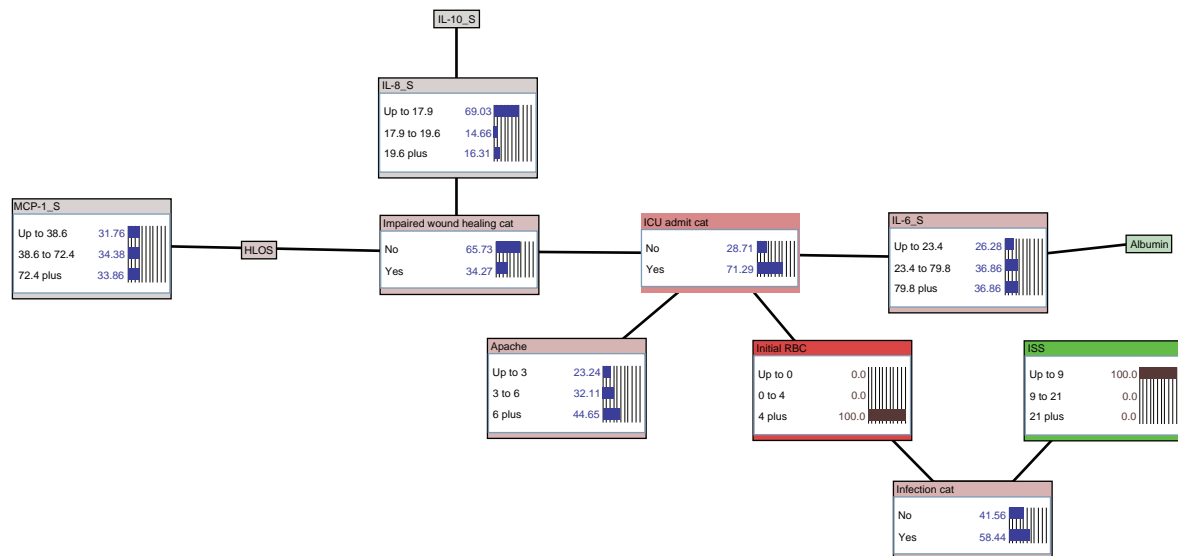 IL-10_S
IL-8_S
Up to 17.9 69.03
17.9 to 19.6 14.66
19.6 plus 16.31
MCP-1_S
Up to 38.6 31.76
38.6 to 72.4 34.38
72.4 plus 33.86
HLOS
Impaired wound healing cat
No 65.73
Yes 34.27
ICU admit cat
No 28.71
Yes 71.29
IL-6_S
Up to 23.4 26.28
23.4 to 79.8 36.86
79.8 plus 36.86
Albumin
Apache
Up to 3 23.24
3 to 6 32.11
6 plus 44.65
Initial RBC
Up to 0 0.0
0 to 4 0.0
4 plus 100.0
ISS
Up to 9 100.0
9 to 21 0.0
21 plus 0.0
Infection cat
No 41.56
Yes 58.44